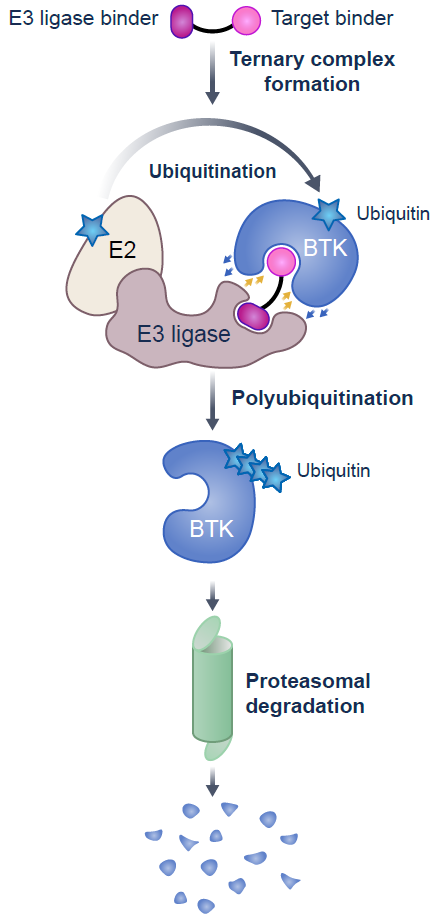 E3 ligase binder
Target binder
Ternary complex
formation
Ubiquitination
Ubiquitin
E2
BTK
E3 ligase
Polyubiquitination
Ubiquitin
BTK
Proteasomal
degradation